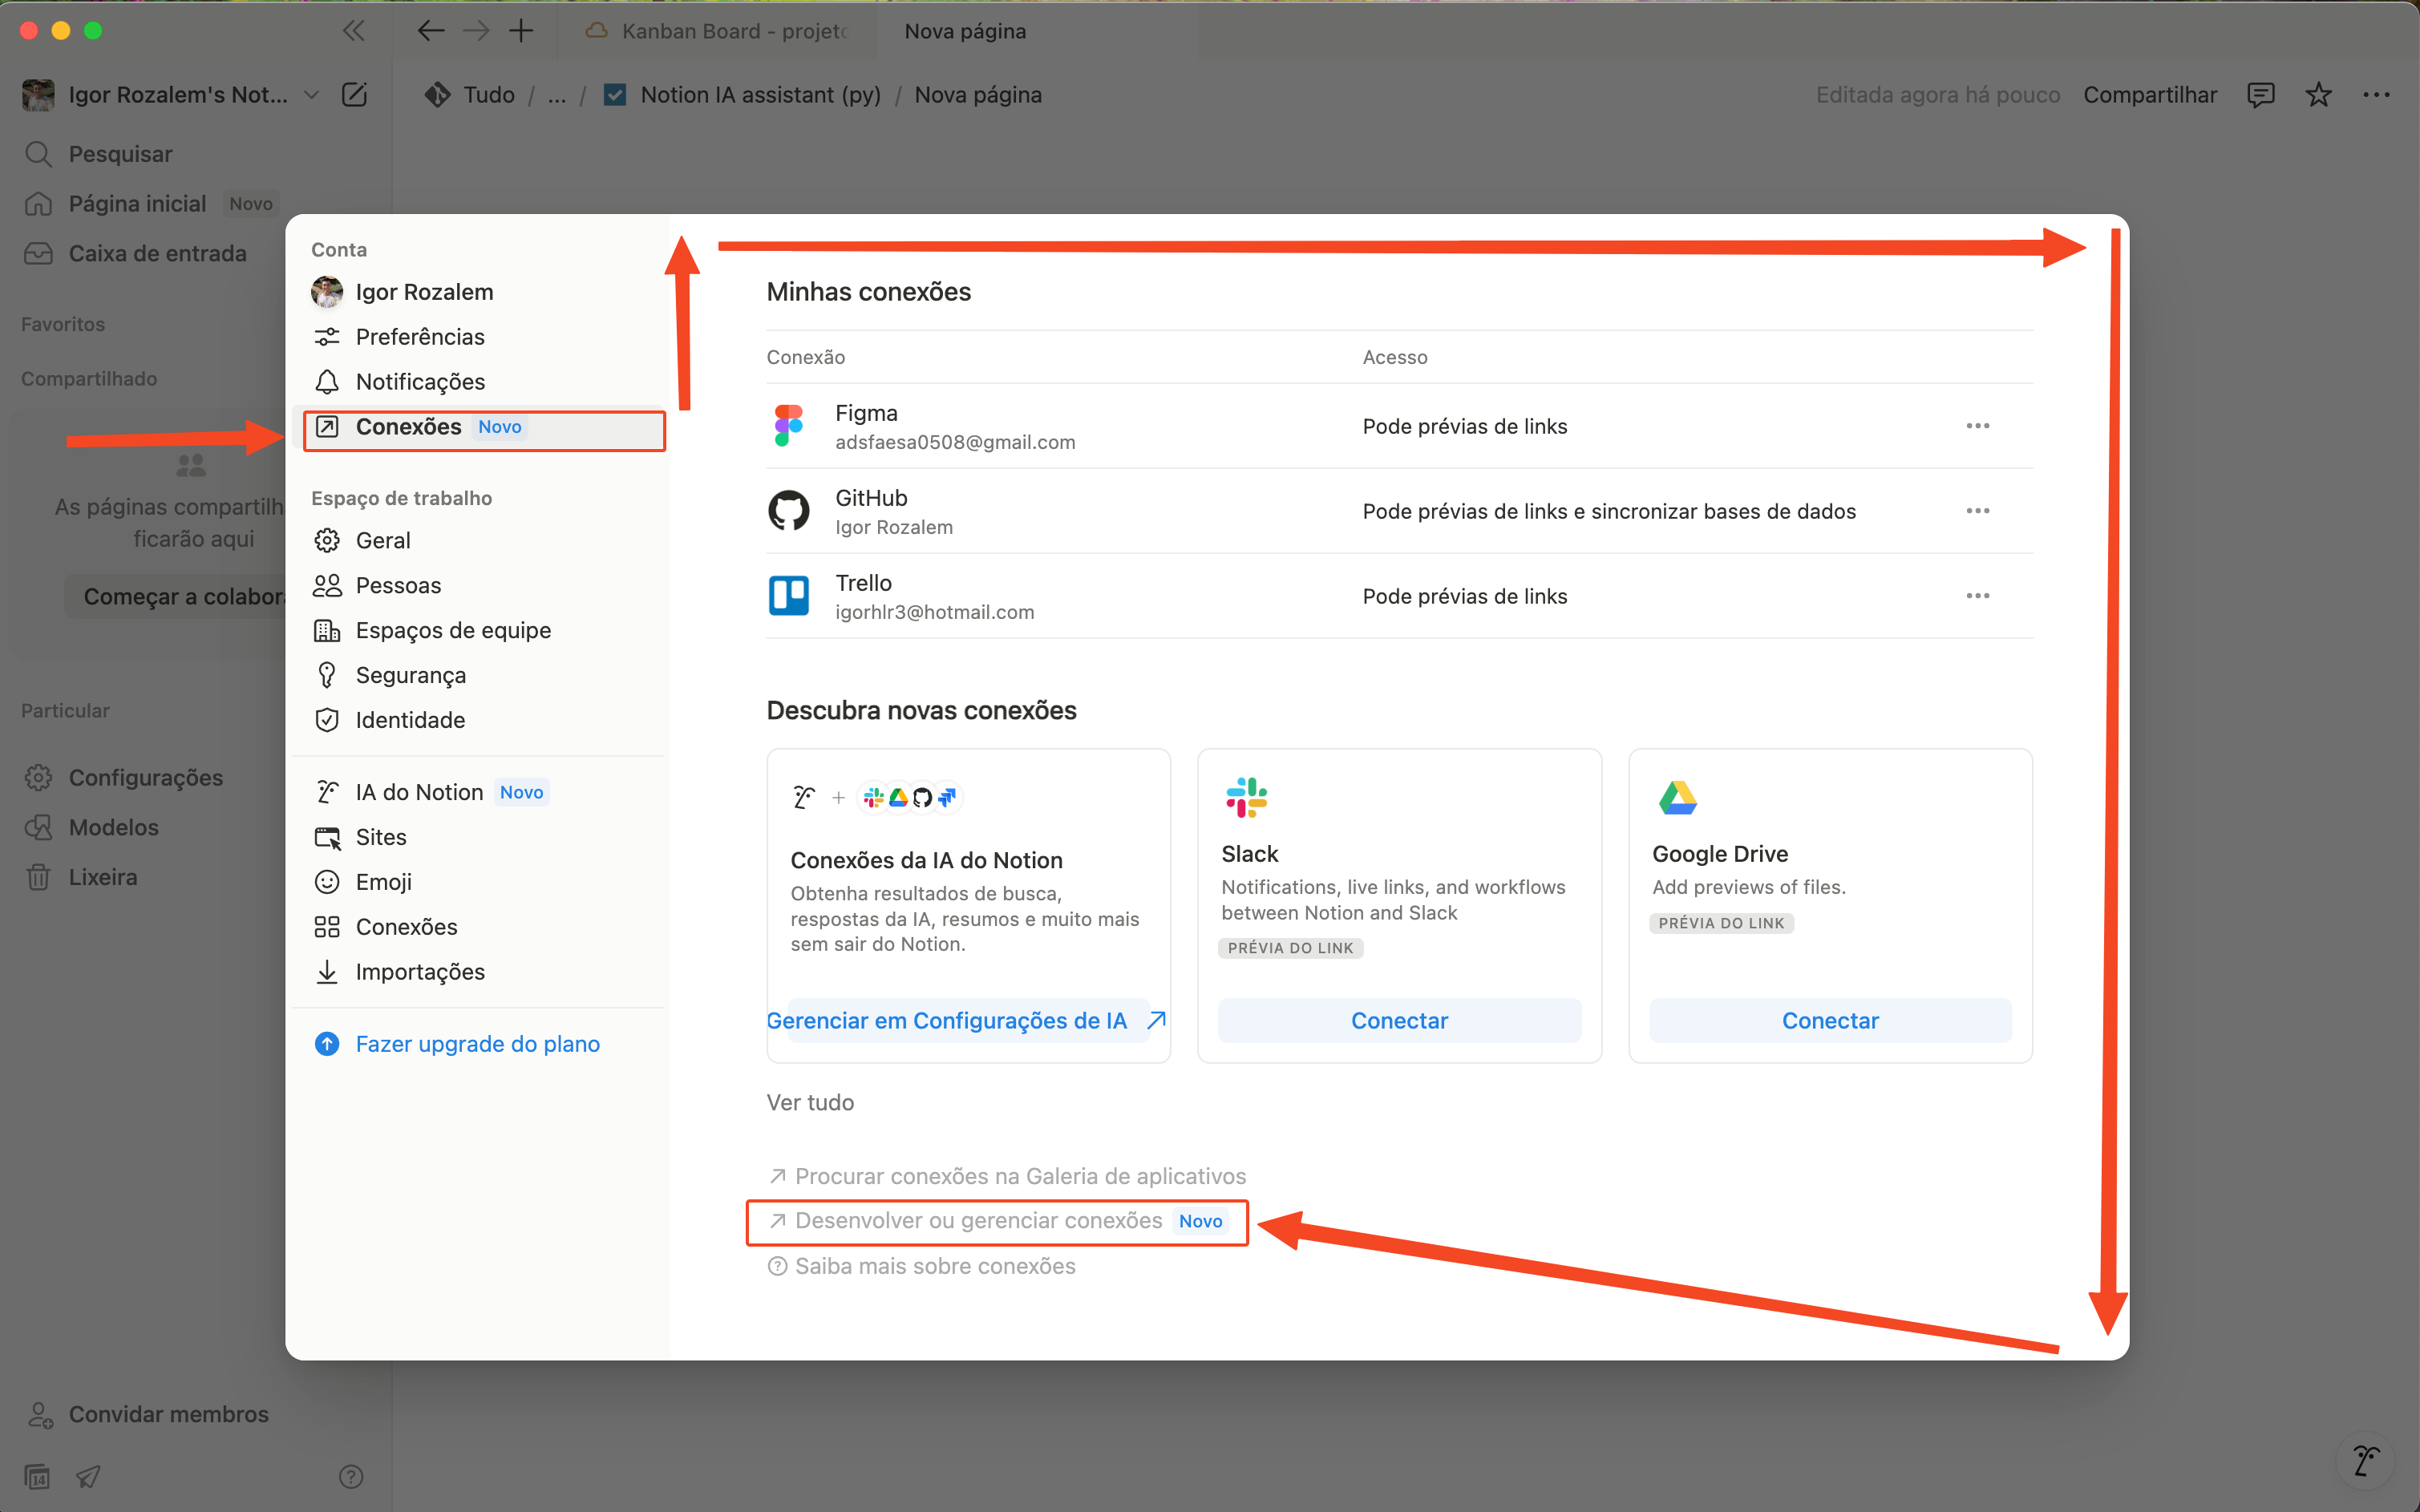 Kanban Board - projeto
Nova página
Igor Rozalem's Not...
Tudo / ... / Notion IA assistant (py) / Nova página
Editada agora há pouco
Compartilhar
Pesquisar
Página inicial Novo
Caixa de entrada
Favoritos
Compartilhado
As páginas compartilh
ficarão aqui
Começar a colabora
Particular
Configurações
Modelos
Lixeira
Convidar membros
14
Conta
Igor Rozalem
Preferências
Notificações
Conexões Novo
Espaço de trabalho
Geral
Pessoas
Espaços de equipe
Segurança
Identidade
IA do Notion Novo
Sites
Emoji
Conexões
Importações
Fazer upgrade do plano
Minhas conexões
Conexão Acesso
Figma
adsfaesa0508@gmail.com
Pode prévias de links
GitHub
Igor Rozalem
Pode prévias de links e sincronizar bases de dados
Trello
igorhlr3@hotmail.com
Pode prévias de links
Descubra novas conexões
Conexões da IA do Notion
Obtenha resultados de busca,
respostas da IA, resumos e muito mais
sem sair do Notion.
Gerenciar em Configurações de IA
Slack
Notifications, live links, and workflows
between Notion and Slack
PRÉVIA DO LINK
Conectar
Google Drive
Add previews of files.
PRÉVIA DO LINK
Conectar
Ver tudo
Procurar conexões na Galeria de aplicativos
Desenvolver ou gerenciar conexões Novo
Saiba mais sobre conexões